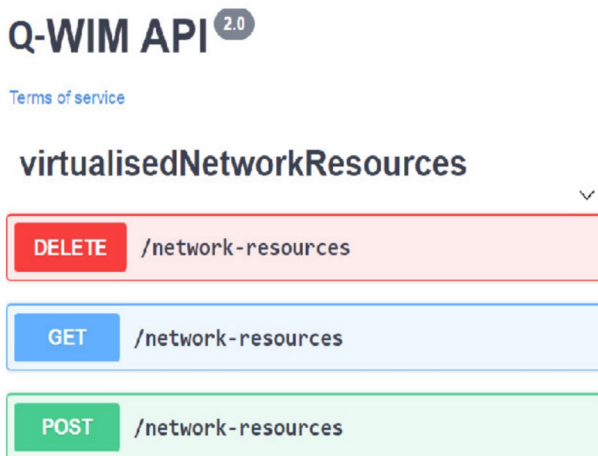 Q-WIM API 2.0
Terms of service
virtualisedNetworkResources
DELETE /network-resources
GET /network-resources
POST /network-resources